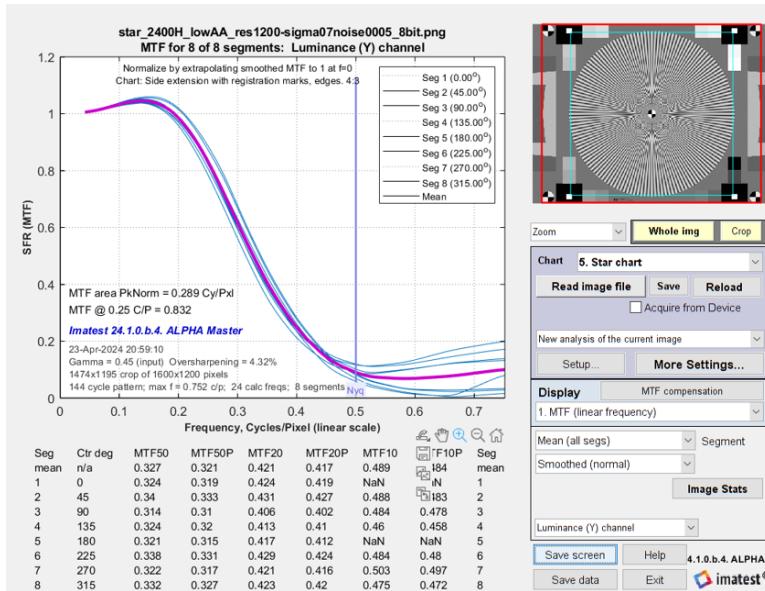 star_2400H_lowAA_res1200-sigma07noise0005_8bit.png
MTF for 8 of 8 segments: Luminance (Y) channel
Normalize by extrapolating smoothed MTF to 1 at f=0
Chart: Side extension with registration marks, edges. 4:3
Seg 1 (0.00°)
Seg 2 (45.00°)
Seg 3 (90.00°)
Seg 4 (135.00°)
Seg 5 (180.00°)
Seg 6 (225.00°)
Seg 7 (270.00°)
Seg 8 (315.00°)
Mean
1.2
1
0.8
0.6
0.4
0.2
0
SFR (MTF)
MTF area PkNorm = 0.289 Cy/Pxl
MTF @ 0.25 C/P = 0.832
Imatest 24.1.0.b.4. ALPHA Master
23-Apr-2024 20:59:10
Gamma = 0.45 (input) Oversharpening = 4.32%
1474x1195 crop of 1600x1200 pixels
144 cycle pattern; max f = 0.752 c/p; 24 calc freqs; 8 segments
Nyq
0 0.1 0.2 0.3 0.4 0.5 0.6 0.7
Frequency, Cycles/Pixel (linear scale)
Seg Ctr deg MTF50 MTF50P MTF20 MTF20P MTF10 TF10P Seg
mean n/a 0.327 0.321 0.421 0.417 0.489 484 mean
1 0 0.324 0.319 0.424 0.419 NaN N 1
2 45 0.34 0.333 0.431 0.427 0.488 483 2
3 90 0.314 0.31 0.406 0.402 0.484 0.478 3
4 135 0.324 0.32 0.413 0.41 0.46 0.458 4
5 180 0.321 0.315 0.417 0.412 NaN NaN 5
6 225 0.338 0.331 0.429 0.424 0.484 0.48 6
7 270 0.322 0.317 0.421 0.416 0.503 0.497 7
8 315 0.332 0.327 0.423 0.42 0.475 0.472 8
Zoom
Whole img
Crop
Chart
5. Star chart
Read image file
Save
Reload
Acquire from Device
New analysis of the current image
Setup...
More Settings...
Display
MTF compensation
1. MTF (linear frequency)
Mean (all segs)
Segment
Smoothed (normal)
Image Stats
Luminance (Y) channel
Save screen
Help
4.1.0.b.4. ALPHA
Save data
Exit
imatest®